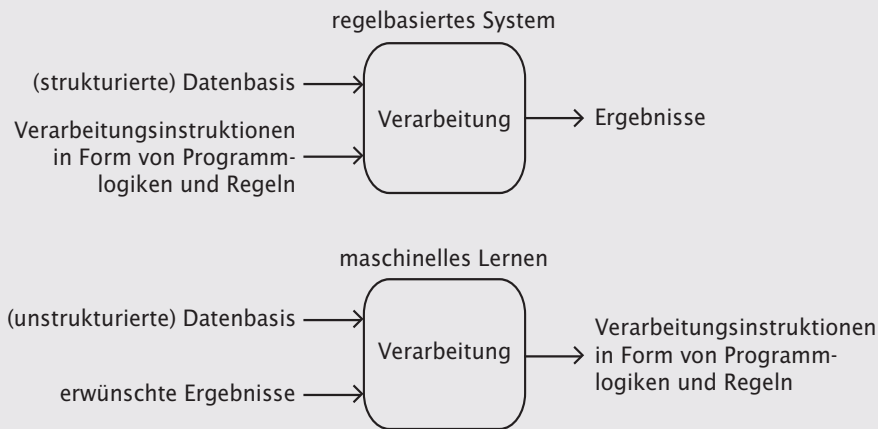 regelbasiertes System
(strukturierte) Datenbasis
Verarbeitungsinstruktionen
in Form von Programm-
logiken und Regeln
Verarbeitung
Ergebnisse
maschinelles Lernen
(unstrukturierte) Datenbasis
erwünschte Ergebnisse
Verarbeitung
Verarbeitungsinstruktionen
in Form von Programm-
logiken und Regeln